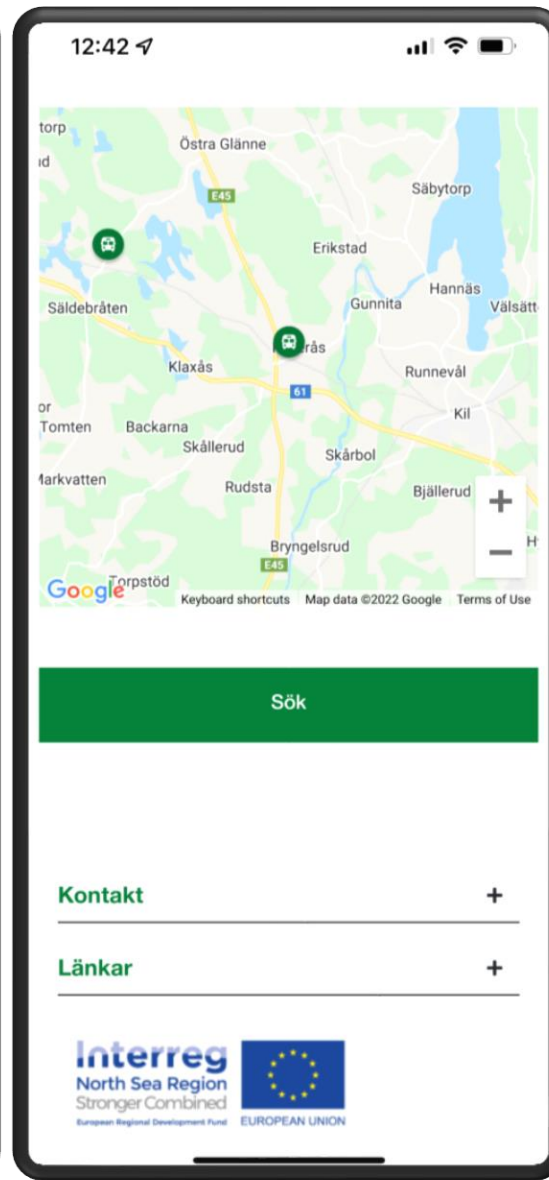 12:42
torp
Östra Glänne
E45
Säbytorp
Erikstad
Hannäs
Gunnita
Säldebråten
Välsätt
rås
Klaxås
Runnevål
61
or
Kil
Tomten
Backarna
Skållerud
Skårbol
Markvatten
Rudsta
Bjällerud
+
Bryngelsrud
−
H
E45
Torpstöd
Google
Keyboard shortcuts Map data ©2022 Google Terms of Use
Sök
Kontakt +
Länkar +
Interreg
North Sea Region
Stronger Combined
European Regional Development Fund
EUROPEAN UNION